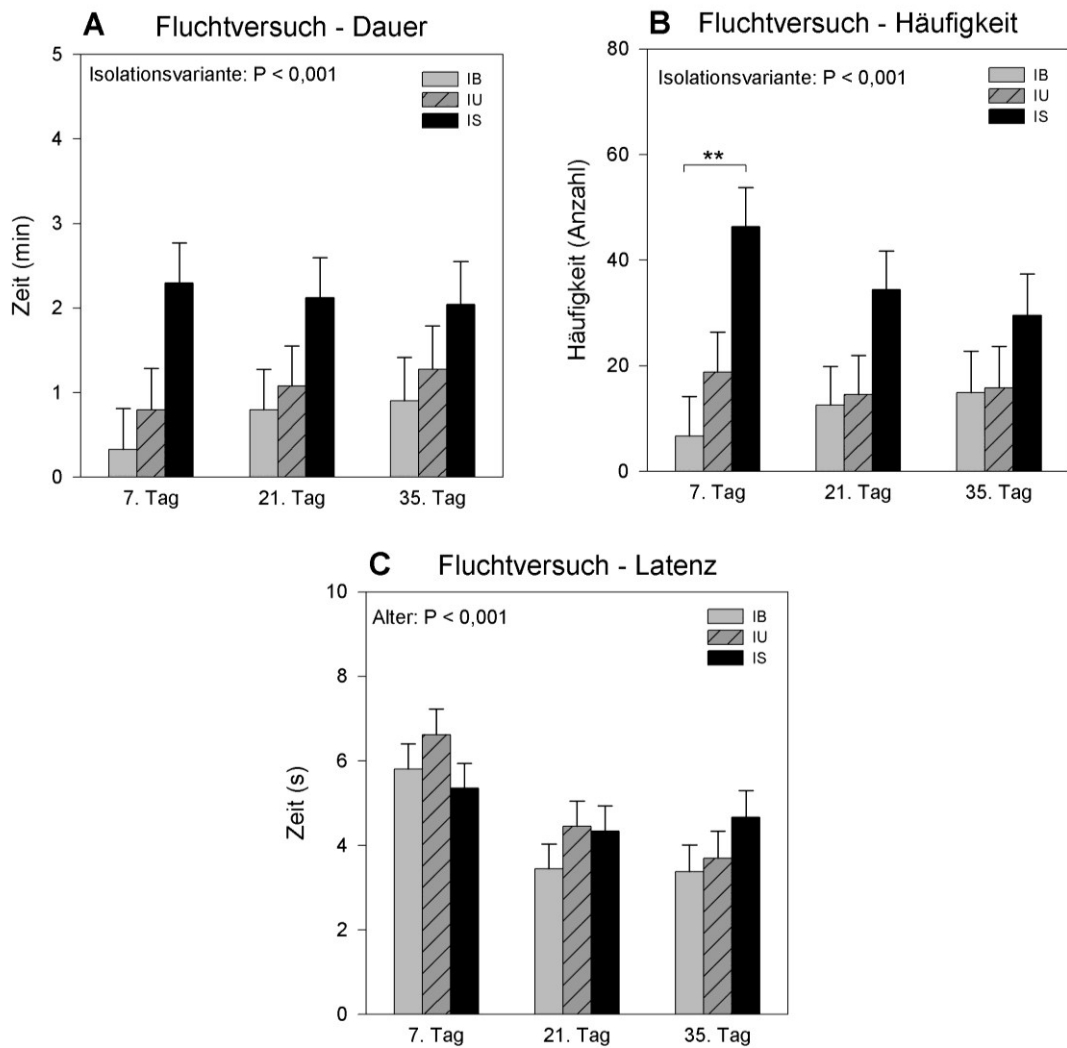 A Fluchtversuch - Dauer
5
Isolationsvariante: P < 0,001
IB
IU
IS
4
3
2
1
0
Zeit (min)
7. Tag
21. Tag
35. Tag
B Fluchtversuch - Häufigkeit
80
Isolationsvariante: P < 0,001
IB
IU
IS
60
**
40
20
0
Häufigkeit (Anzahl)
7. Tag
21. Tag
35. Tag
C Fluchtversuch - Latenz
10
Alter: P < 0,001
IB
IU
IS
8
6
4
2
0
Zeit (s)
7. Tag
21. Tag
35. Tag